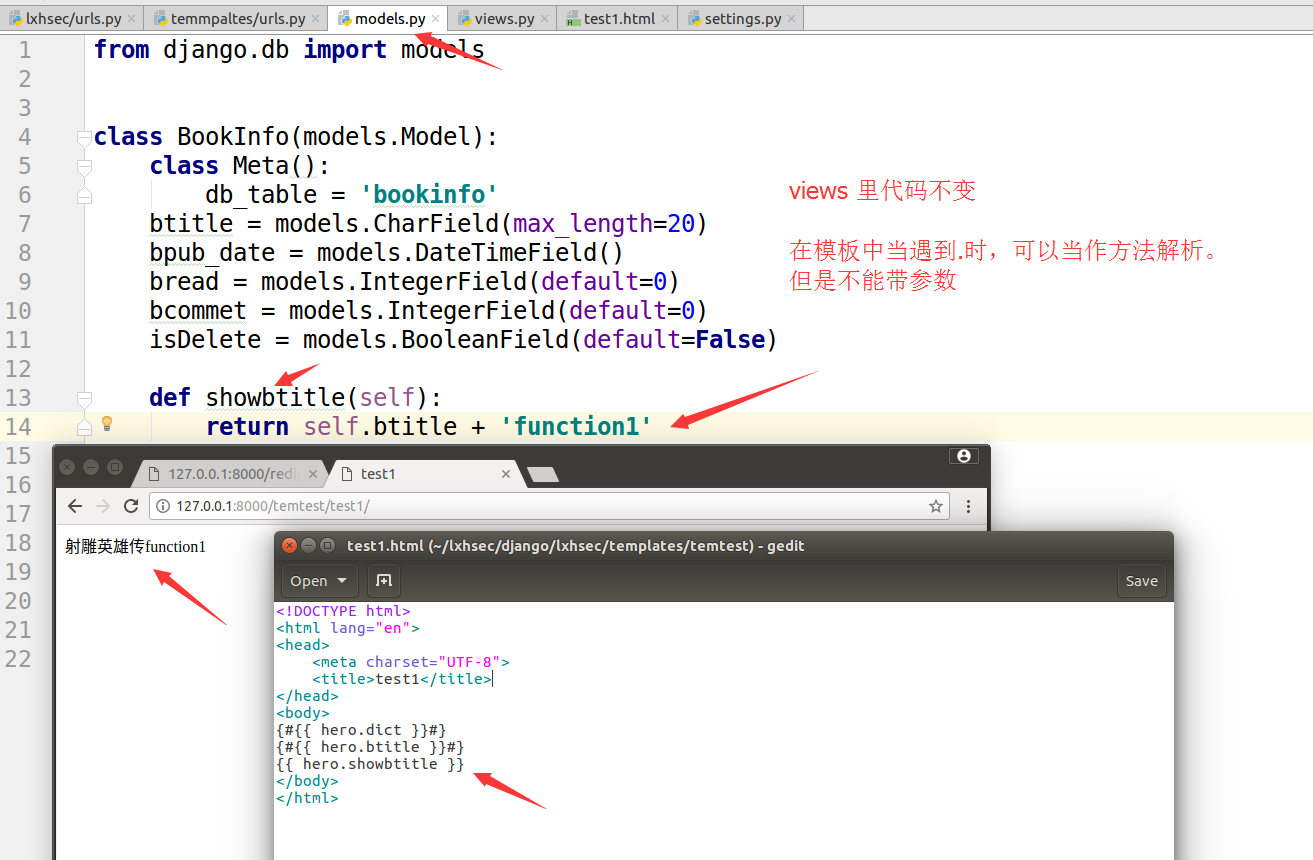 lxhsec/urls.py
temmpaltes/urls.py
models.py
views.py
test1.html
settings.py
1 from django.db import models
2
3
4 class BookInfo(models.Model):
5 class Meta():
6 db_table = 'bookinfo'
7 btitle = models.CharField(max_length=20)
8 bpub_date = models.DateTimeField()
9 bread = models.IntegerField(default=0)
10 bcommet = models.IntegerField(default=0)
11 isDelete = models.BooleanField(default=False)
12
13 def showbtitle(self):
14 return self.btitle + 'function1'
15
16
17
18
19
20
21
22
views 里代码不变
在模板中当遇到.时，可以当作方法解析。
但是不能带参数
127.0.0.1:8000/redi
test1
127.0.0.1:8000/temtest/test1/
射雕英雄传function1
test1.html (~/lxhsec/django/lxhsec/templates/temtest) - gedit
Open
Save
<!DOCTYPE html>
<html lang="en">
<head>
<meta charset="UTF-8">
<title>test1</title>
</head>
<body>
{#{{ hero.dict }}#}
{#{{ hero.btitle }}#}
{{ hero.showbtitle }}
</body>
</html>